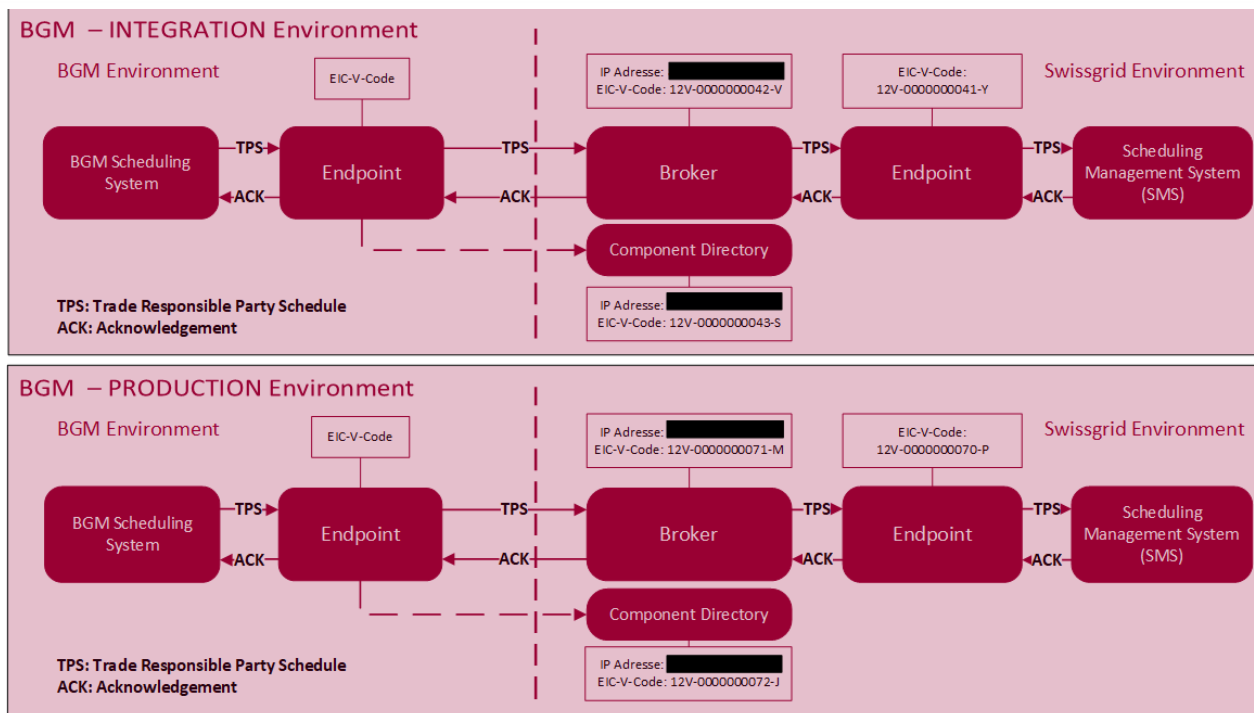 BGM – INTEGRATION Environment
BGM Environment
Swissgrid Environment
EIC-V-Code
IP Adresse:
EIC-V-Code: 12V-0000000042-V
EIC-V-Code:
12V-0000000041-Y
BGM Scheduling
System
TPS
ACK
Endpoint
TPS
ACK
Broker
TPS
ACK
Endpoint
TPS
ACK
Scheduling
Management System
(SMS)
Component Directory
IP Adresse:
EIC-V-Code: 12V-0000000043-S
TPS: Trade Responsible Party Schedule
ACK: Acknowledgement
BGM – PRODUCTION Environment
BGM Environment
Swissgrid Environment
EIC-V-Code
IP Adresse:
EIC-V-Code: 12V-0000000071-M
EIC-V-Code:
12V-0000000070-P
BGM Scheduling
System
TPS
ACK
Endpoint
TPS
ACK
Broker
TPS
ACK
Endpoint
TPS
ACK
Scheduling
Management System
(SMS)
Component Directory
IP Adresse:
EIC-V-Code: 12V-0000000072-J
TPS: Trade Responsible Party Schedule
ACK: Acknowledgement